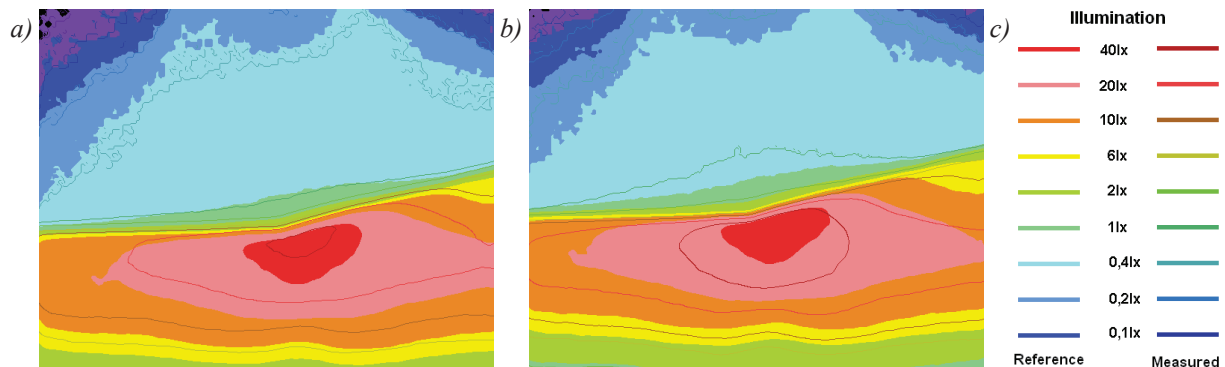 a)
b)
c)
Illumination
40lx
20lx
10lx
6lx
2lx
1lx
0,4lx
0,2lx
0,1lx
Reference Measured